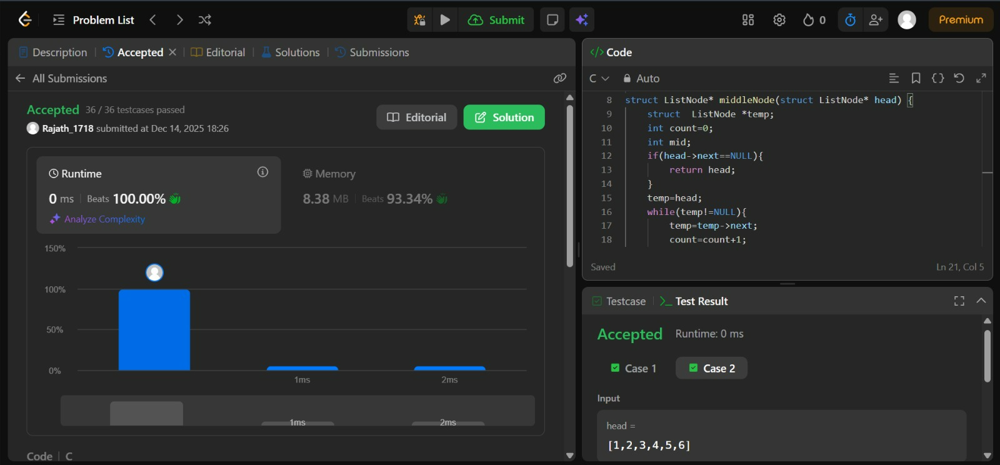 Problem List
Submit
0
Premium
Description | Accepted | Editorial | Solutions | Submissions
All Submissions
Accepted 36 / 36 testcases passed
Rajath_1718 submitted at Dec 14, 2025 18:26
Editorial
Solution
Runtime
0 ms | Beats 100.00%
Analyze Complexity
Memory
8.38 MB | Beats 93.34%
150%
100%
50%
0%
1ms
2ms
1ms
2ms
Code | C
</> Code
C
Auto
8 struct ListNode* middleNode(struct ListNode* head) {
9 struct  ListNode *temp;
10 int count=0;
11 int mid;
12 if(head->next==NULL){
13 return head;
14 }
15 temp=head;
16 while(temp!=NULL){
17 temp=temp->next;
18 count=count+1;
Saved
Ln 21, Col 5
Testcase | >_ Test Result
Accepted Runtime: 0 ms
Case 1
Case 2
Input
head =
[1,2,3,4,5,6]